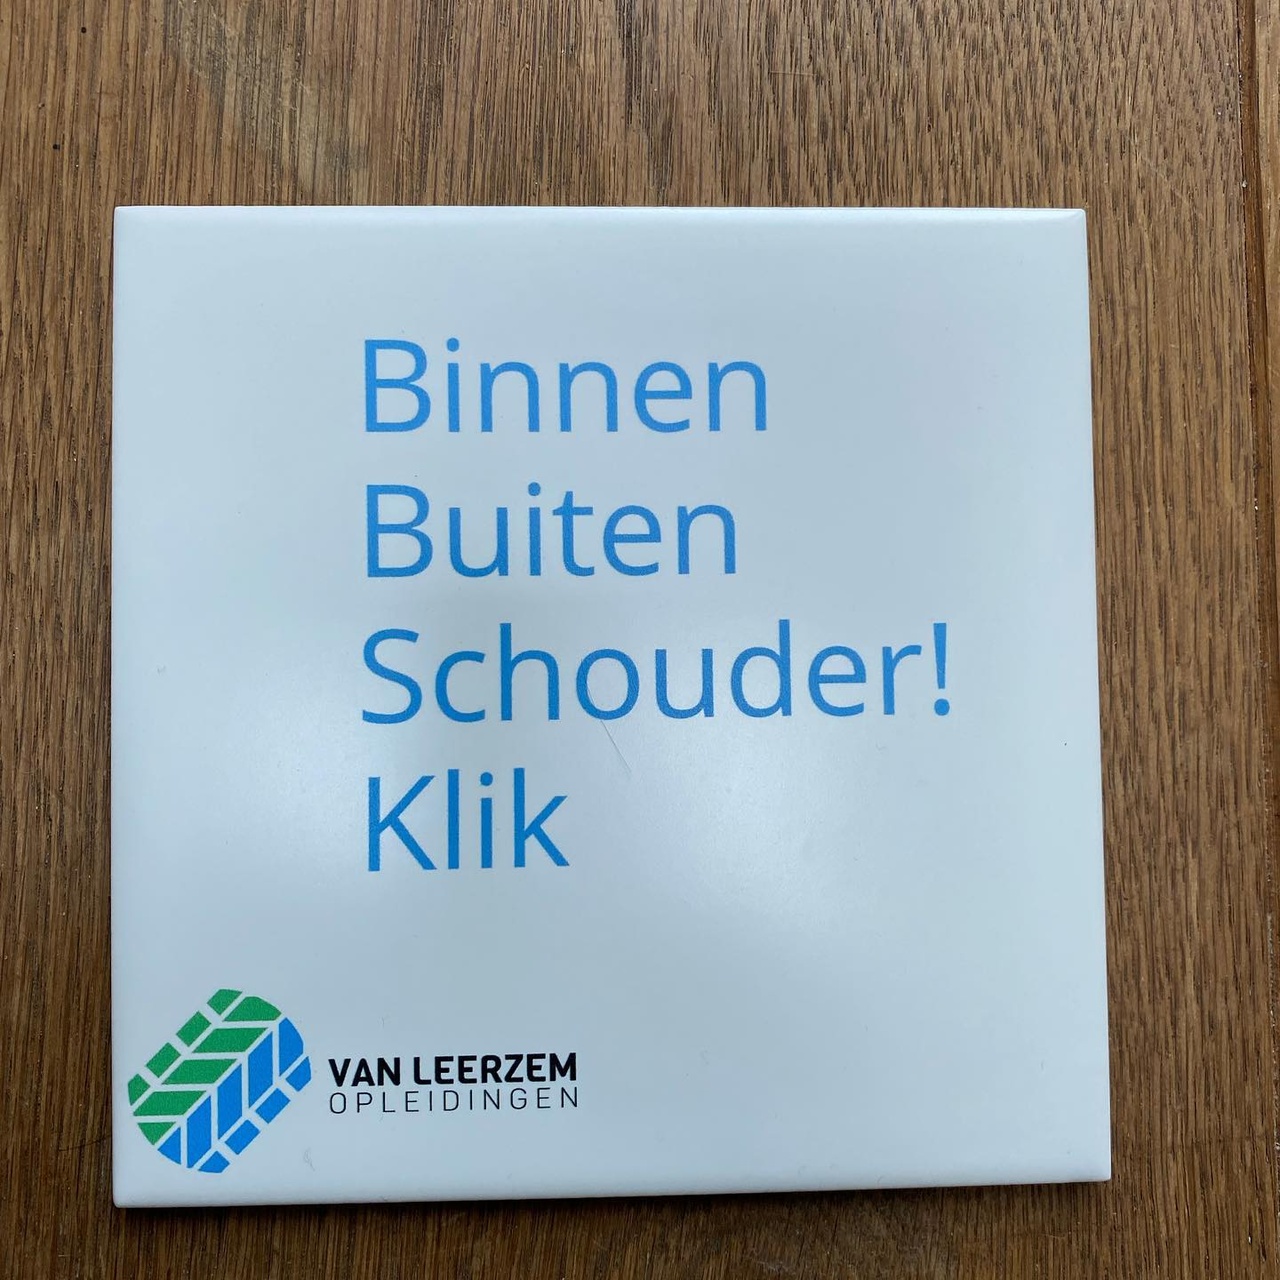 Binnen
Buiten
Schouder!
Klik
VAN LEERZEM
OPLEIDINGEN